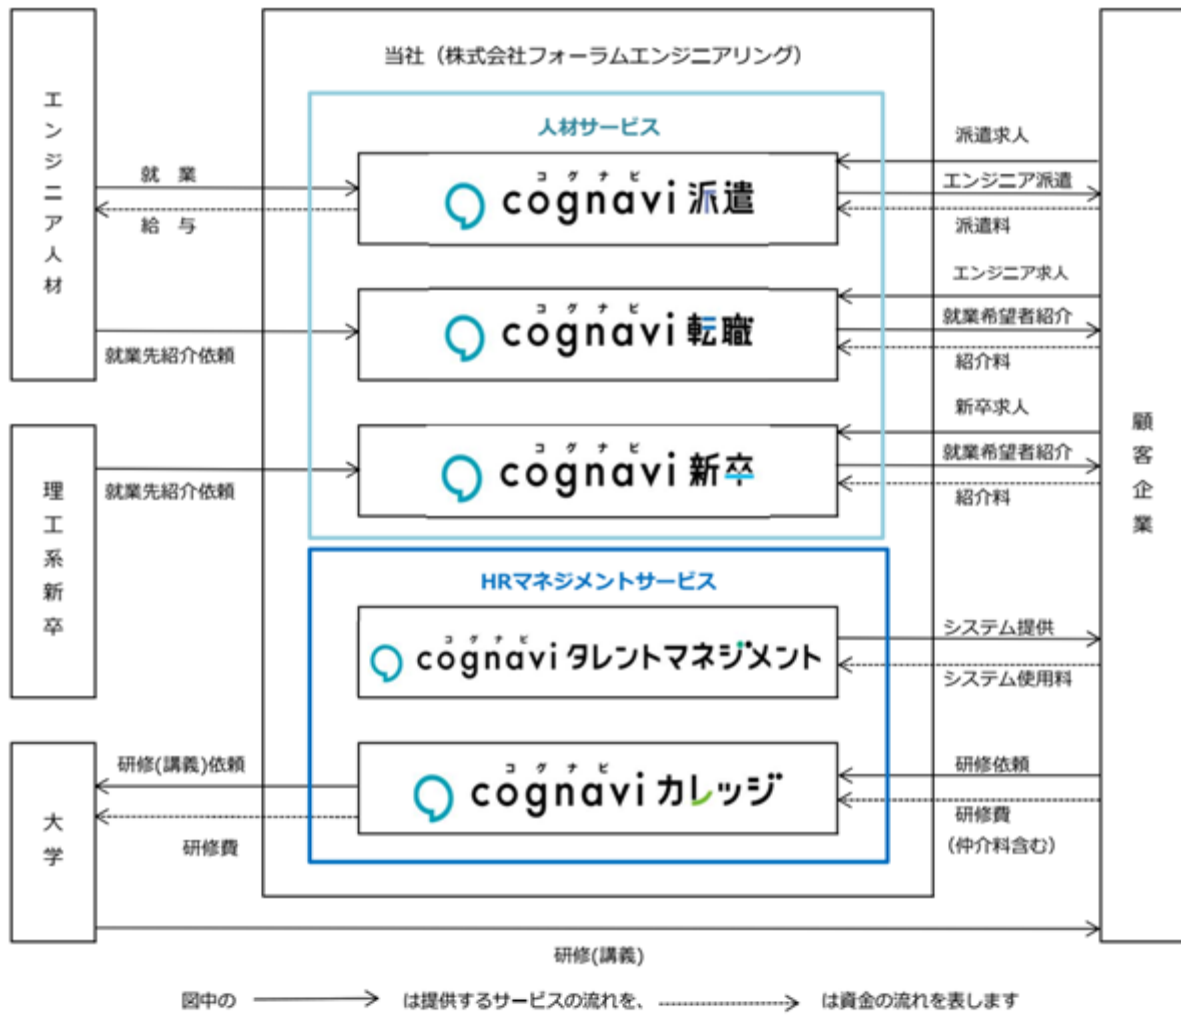 当社（株式会社フォーラムエンジニアリング）
エンジニア人材
人材サービス
就 業
給 与
コグナビ
cognavi 派遣
派遣求人
エンジニア派遣
派遣料
就業先紹介依頼
コグナビ
cognavi 転職
エンジニア求人
就業希望者紹介
紹介料
理工系新卒
就業先紹介依頼
コグナビ
cognavi 新卒
新卒求人
就業希望者紹介
紹介料
顧客企業
HRマネジメントサービス
コグナビ
cognavi タレントマネジメント
システム提供
システム使用料
大学
研修(講義)依頼
研修費
コグナビ
cognavi カレッジ
研修依頼
研修費
（仲介料含む）
研修(講義)
図中の は提供するサービスの流れを、 は資金の流れを表します